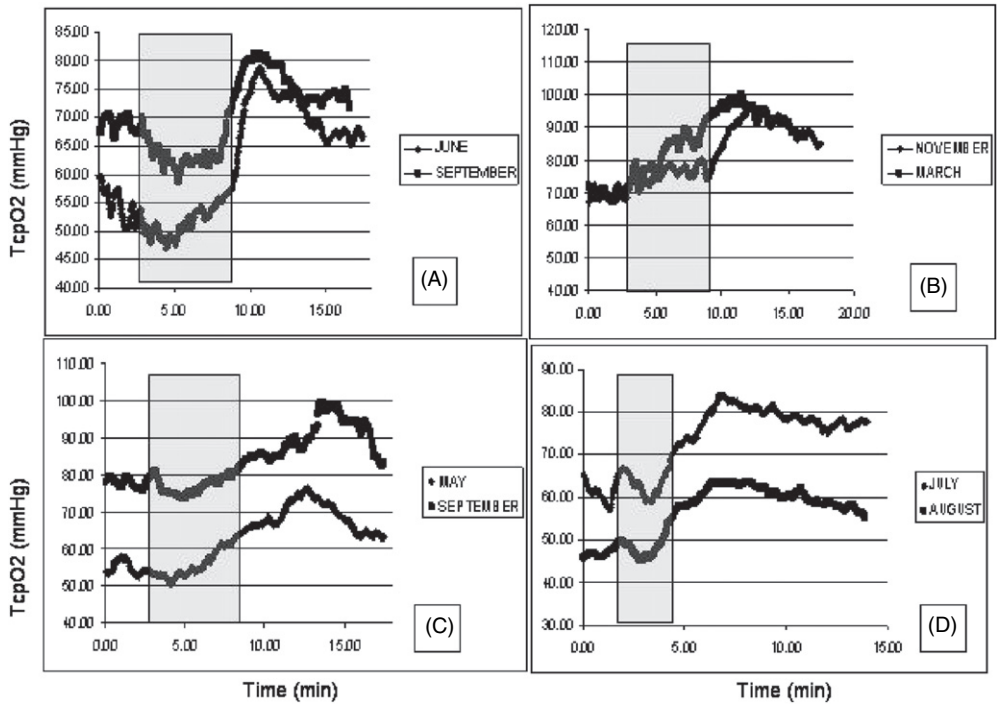 TcpO2 (mmHg)
85.00
80.00
75.00
70.00
65.00
60.00
55.00
50.00
45.00
40.00
0.00 5.00 10.00 15.00
JUNE
SEPTEMBER
(A)
120.00
110.00
100.00
90.00
80.00
70.00
60.00
50.00
40.00
0.00 5.00 10.00 15.00 20.00
NOVEMBER
MARCH
(B)
TcpO2 (mmHg)
110.00
100.00
90.00
80.00
70.00
60.00
50.00
40.00
0.00 5.00 10.00 15.00
MAY
SEPTEMBER
(C)
Time (min)
90.00
80.00
70.00
60.00
50.00
40.00
30.00
0.00 5.00 10.00 15.00
JULY
AUGUST
(D)
Time (min)